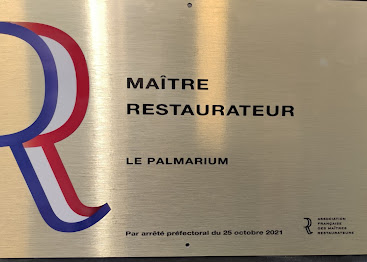 MAÎTRE
RESTAURATEUR
LE PALMARIUM
Par arrêté préfectoral du 25 octobre 2021
ASSOCIATION
FRANÇAISE
DES MAÎTRES
RESTAURATEURS